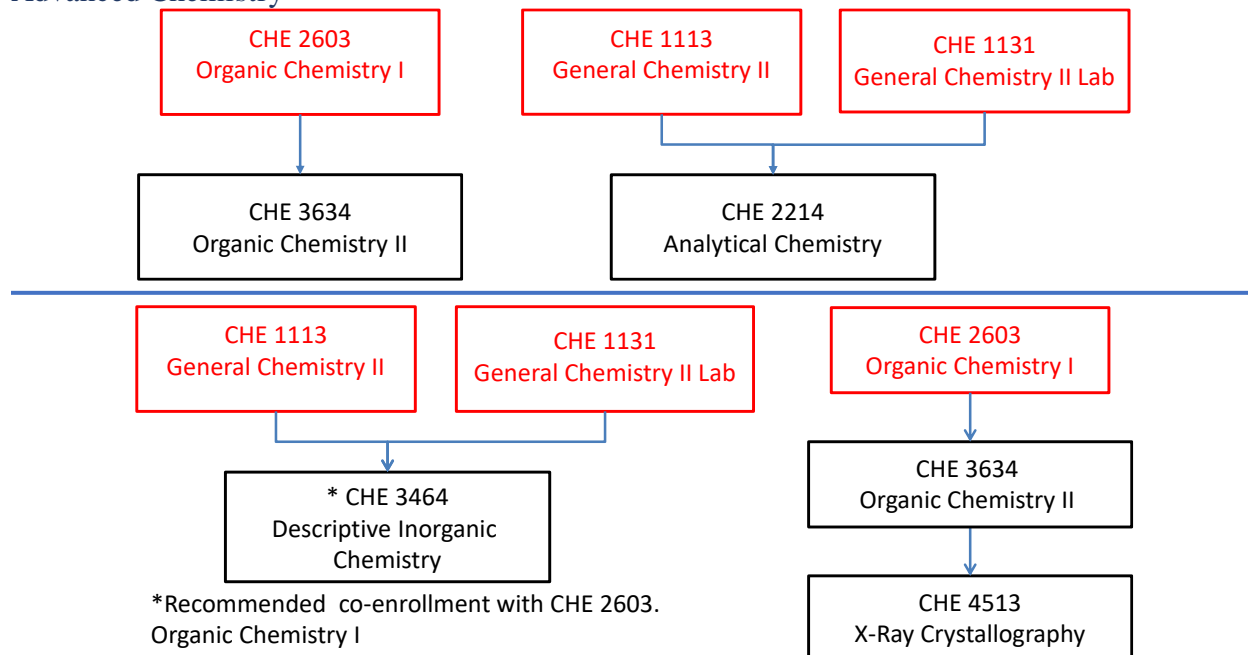 Advanced Chemistry
CHE 2603
Organic Chemistry I
CHE 1113
General Chemistry II
CHE 1131
General Chemistry II Lab
CHE 3634
Organic Chemistry II
CHE 2214
Analytical Chemistry
CHE 1113
General Chemistry II
CHE 1131
General Chemistry II Lab
CHE 2603
Organic Chemistry I
* CHE 3464
Descriptive Inorganic
Chemistry
CHE 3634
Organic Chemistry II
*Recommended co-enrollment with CHE 2603.
Organic Chemistry I
CHE 4513
X-Ray Crystallography